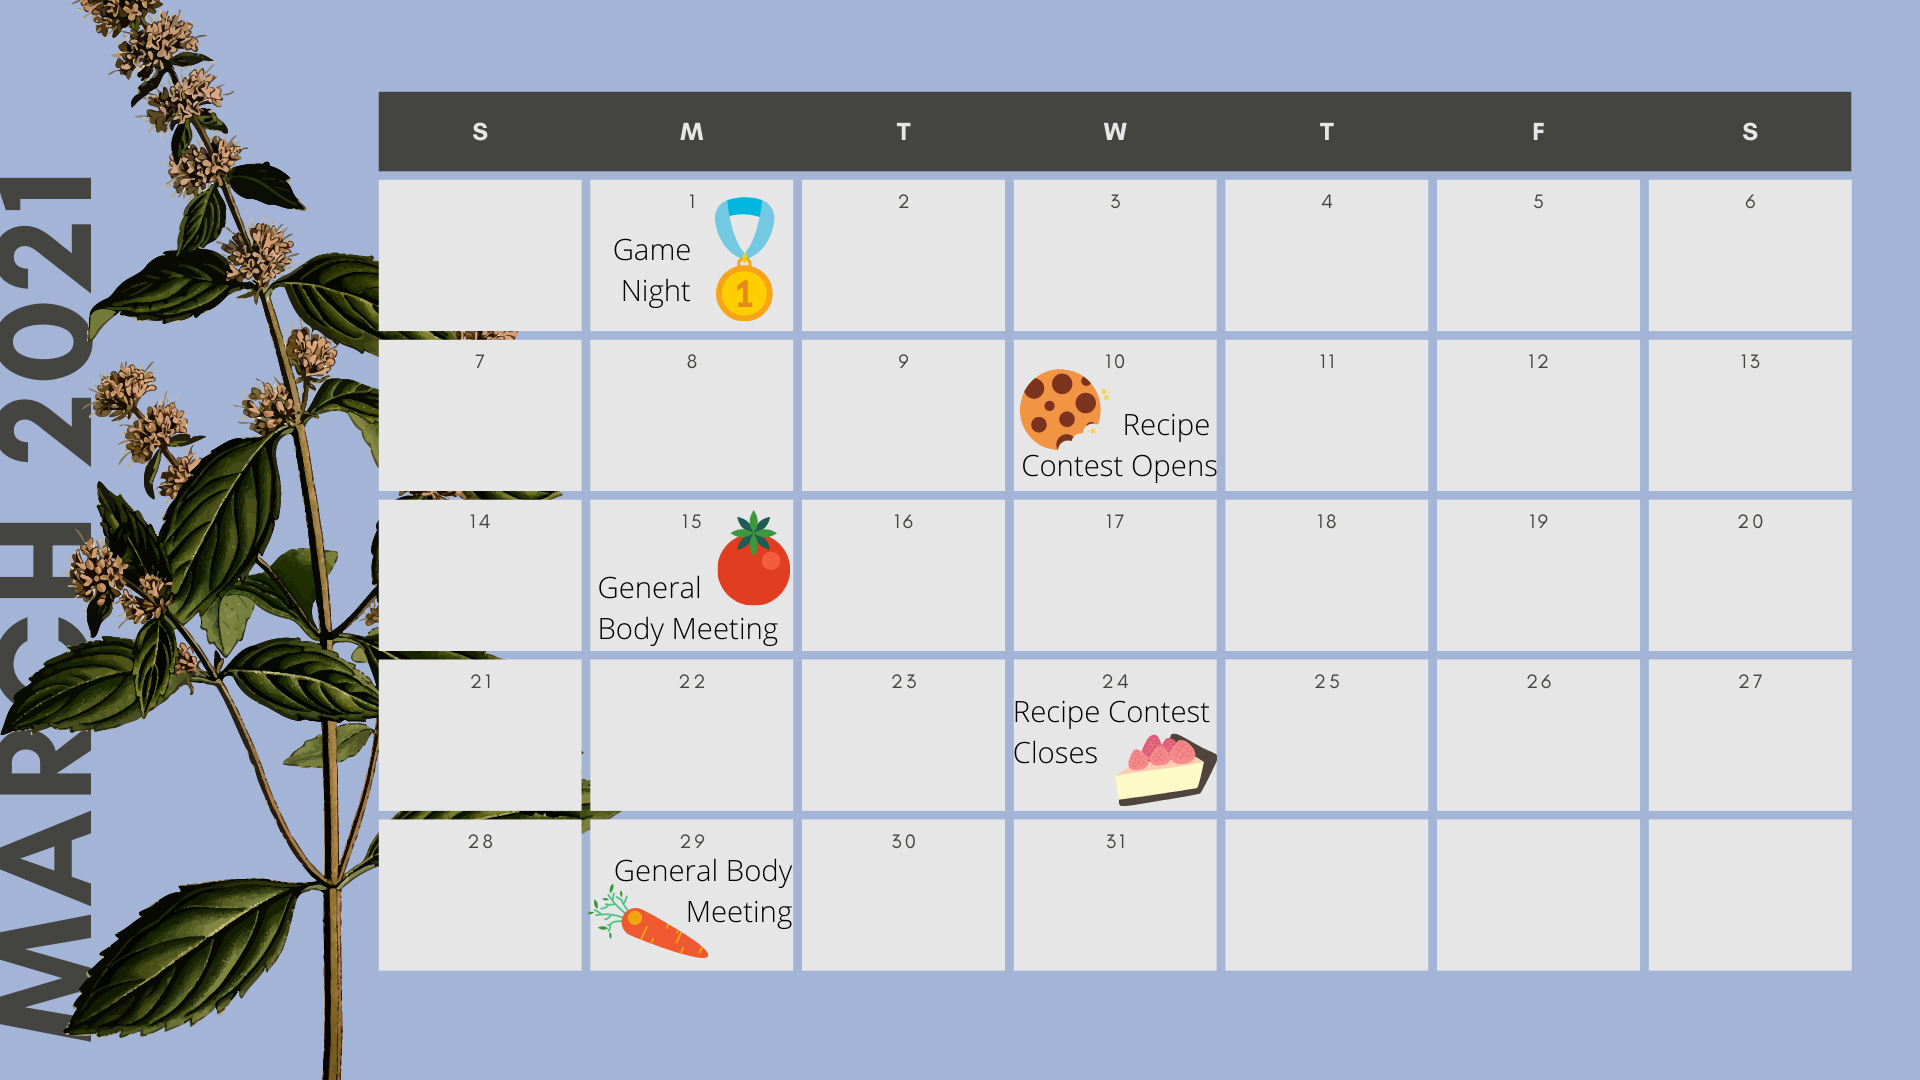 MARCH 2021
S M T W T F S
1 2 3 4 5 6
Game
Night
1
7 8 9 10 11 12 13
Recipe
Contest Opens
14 15 16 17 18 19 20
General
Body Meeting
21 22 23 24 25 26 27
Recipe Contest
Closes
28 29 30 31
General Body
Meeting